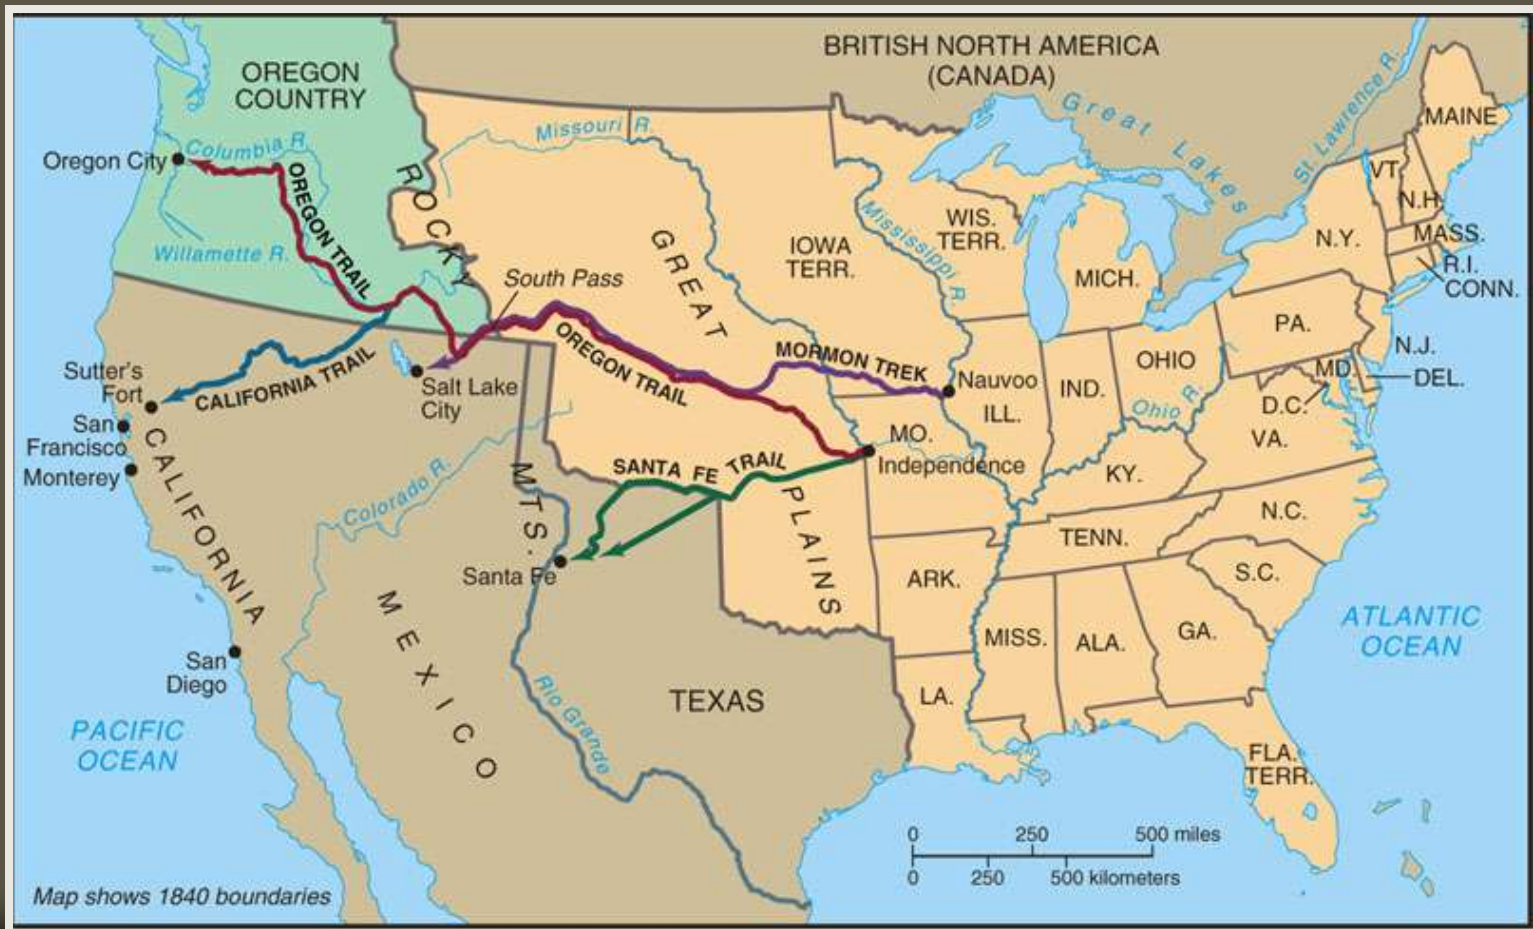 BRITISH NORTH AMERICA
(CANADA)
OREGON
COUNTRY
Great Lakes
St. Lawrence R.
MAINE
Missouri R.
Columbia R.
Oregon City
VT.
N.H.
ROCKY
OREGON TRAIL
Mississippi R.
WIS.
TERR.
IOWA
TERR.
GREAT
N.Y.
MASS.
R.I.
CONN.
Willamette R.
South Pass
MICH.
PA.
N.J.
OREGON TRAIL
MORMON TREK
OHIO
MD.
DEL.
Sutter's
Fort
CALIFORNIA TRAIL
Salt Lake
City
Nauvoo
ILL.
IND.
Ohio R.
D.C.
VA.
San
Francisco
Monterey
CALIFORNIA
MO.
Independence
SANTA FE TRAIL
KY.
Colorado R.
MTS.
PLAINS
N.C.
TENN.
Santa Fe
ARK.
S.C.
MEXICO
MISS.
ALA.
GA.
ATLANTIC
OCEAN
San
Diego
TEXAS
LA.
Rio Grande
PACIFIC
OCEAN
FLA.
TERR.
0 250 500 miles
0 250 500 kilometers
Map shows 1840 boundaries